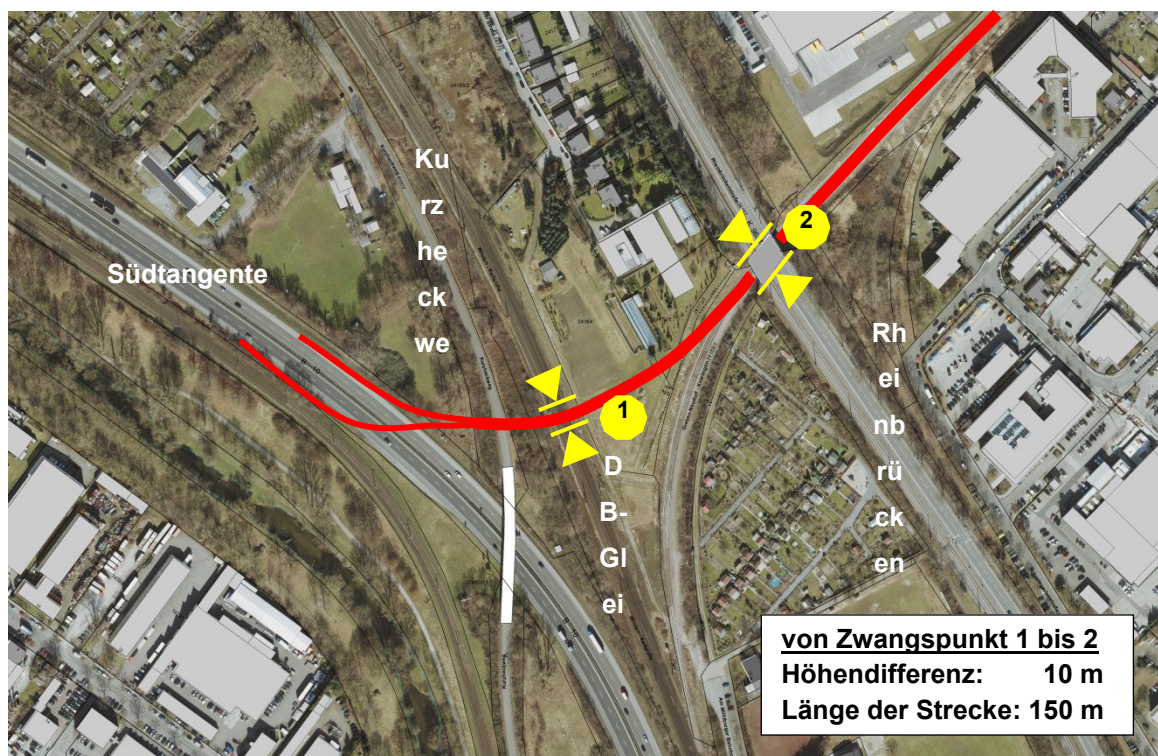 Südtangente
Ku
rz
he
ck
we
1
2
D
B-
Gl
ei
Rh
ei
nb
rü
ck
en
von Zwangspunkt 1 bis 2
Höhendifferenz: 10 m
Länge der Strecke: 150 m